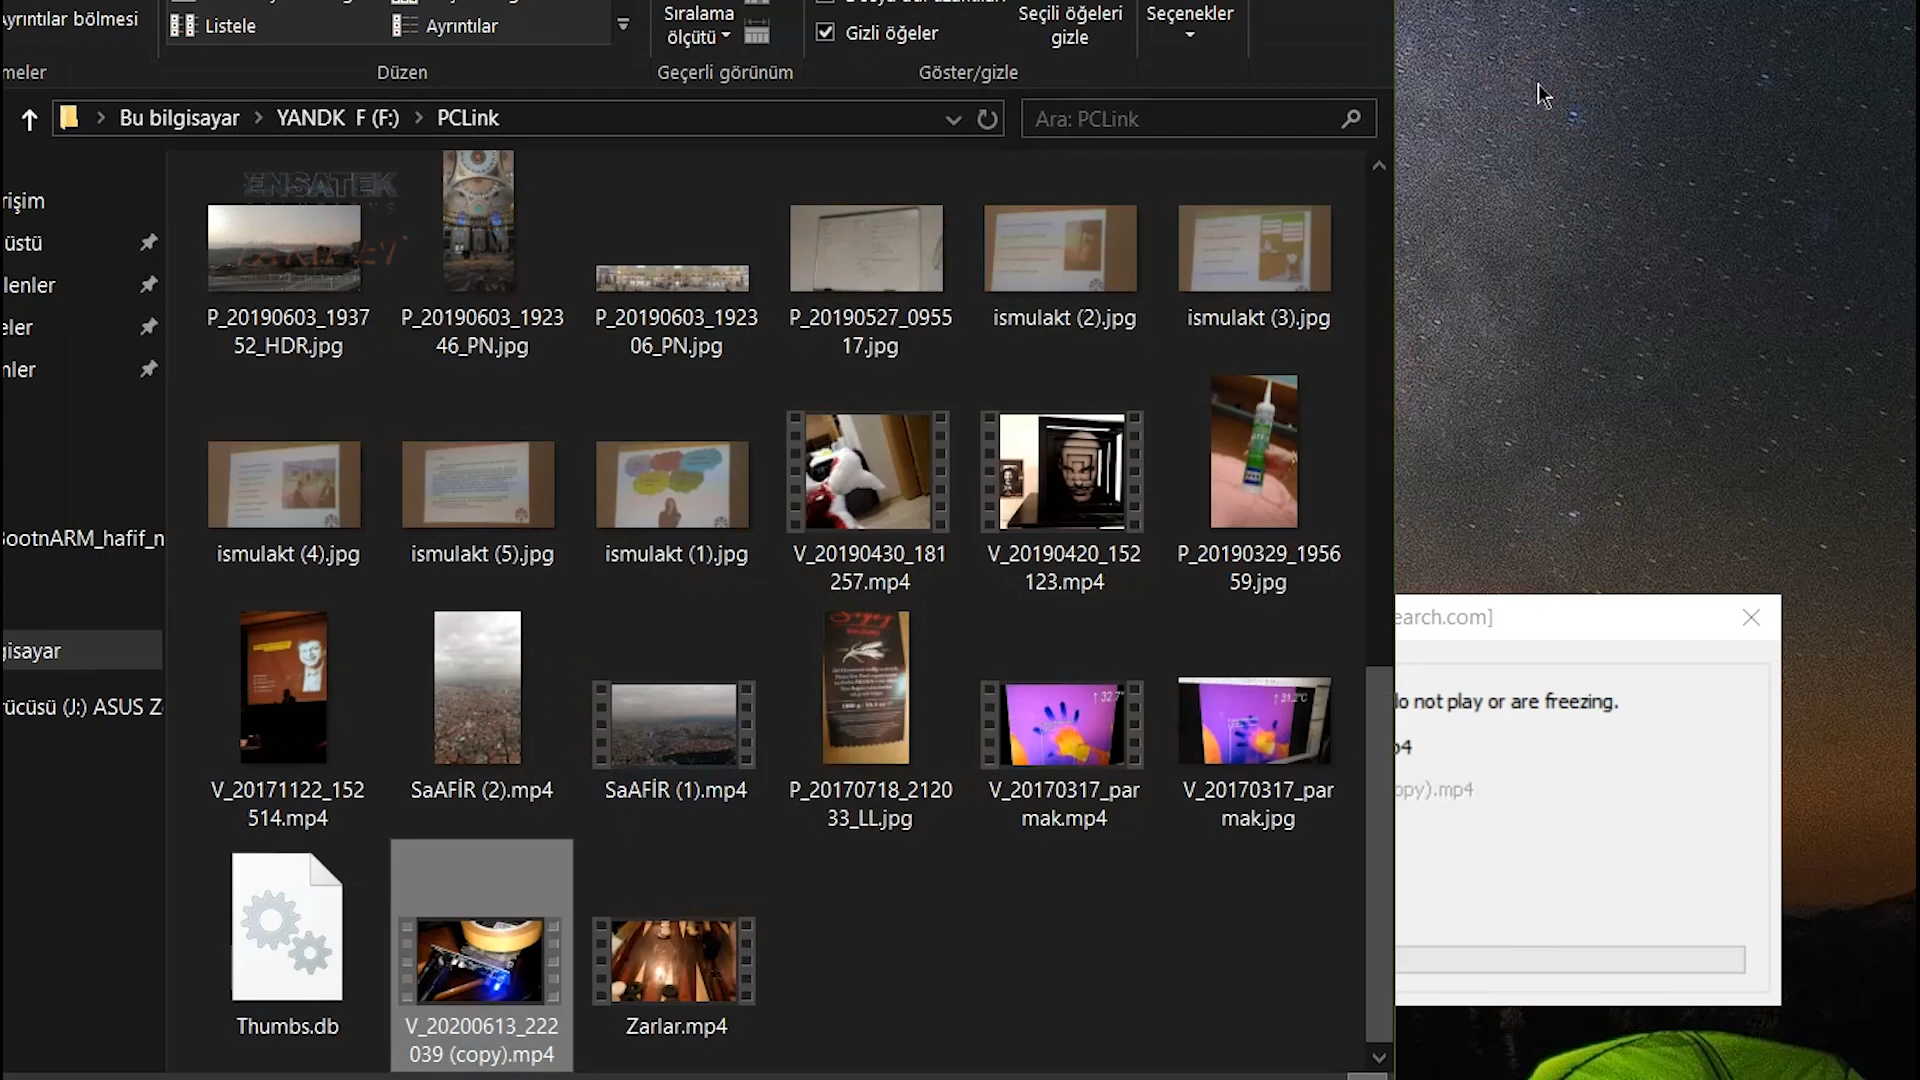 yrıntılar bölmesi
Listele
Ayrıntılar
Sıralama
ölçütü
Gizli öğeler
Seçili öğeleri
gizle
Seçenekler
meler
Düzen
Geçerli görünüm
Göster/gizle
Bu bilgisayar > YANDK F (F:) > PCLink
Ara: PCLink
rişim
üstü
lenler
eler
nler
ootnARM_hafif_n
gisayar
ücüsü (J:) ASUS Z
ENSATEK
P_20190603_1937
52_HDR.jpg
P_20190603_1923
46_PN.jpg
P_20190603_1923
06_PN.jpg
P_20190527_0955
17.jpg
ismulakt (2).jpg
ismulakt (3).jpg
ismulakt (4).jpg
ismulakt (5).jpg
ismulakt (1).jpg
V_20190430_181
257.mp4
V_20190420_152
123.mp4
P_20190329_1956
59.jpg
V_20171122_152
514.mp4
SaAFİR (2).mp4
SaAFİR (1).mp4
P_20170718_2120
33_LL.jpg
V_20170317_par
mak.mp4
V_20170317_par
mak.jpg
Thumbs.db
V_20200613_222
039 (copy).mp4
Zarlar.mp4
earch.com]
o not play or are freezing.
p4
opy).mp4